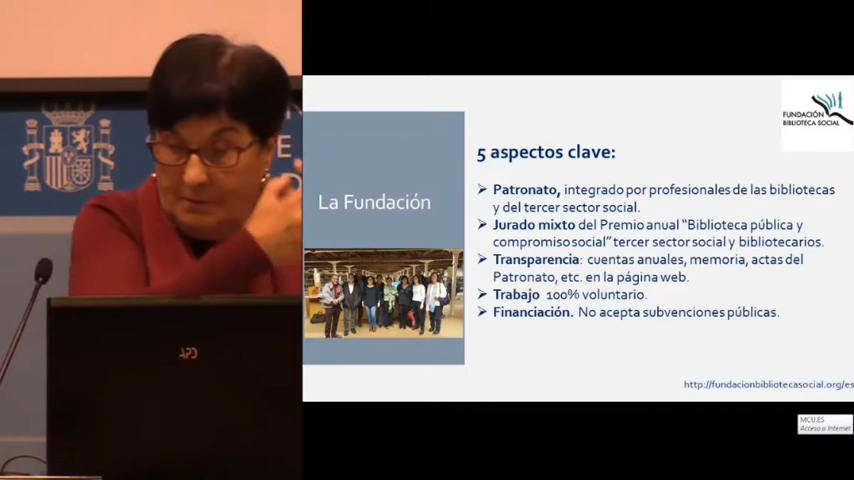 FUNDACIÓN
BIBLIOTECA SOCIAL
5 aspectos clave:
La Fundación
➢ Patronato, integrado por profesionales de las bibliotecas
y del tercer sector social.
➢ Jurado mixto del Premio anual "Biblioteca pública y
compromiso social" tercer sector social y bibliotecarios.
➢ Transparencia: cuentas anuales, memoria, actas del
Patronato, etc. en la página web.
➢ Trabajo 100% voluntario.
➢ Financiación. No acepta subvenciones públicas.
http://fundacionbibliotecasocial.org/es
MCU.ES
Acceso a Internet
APD